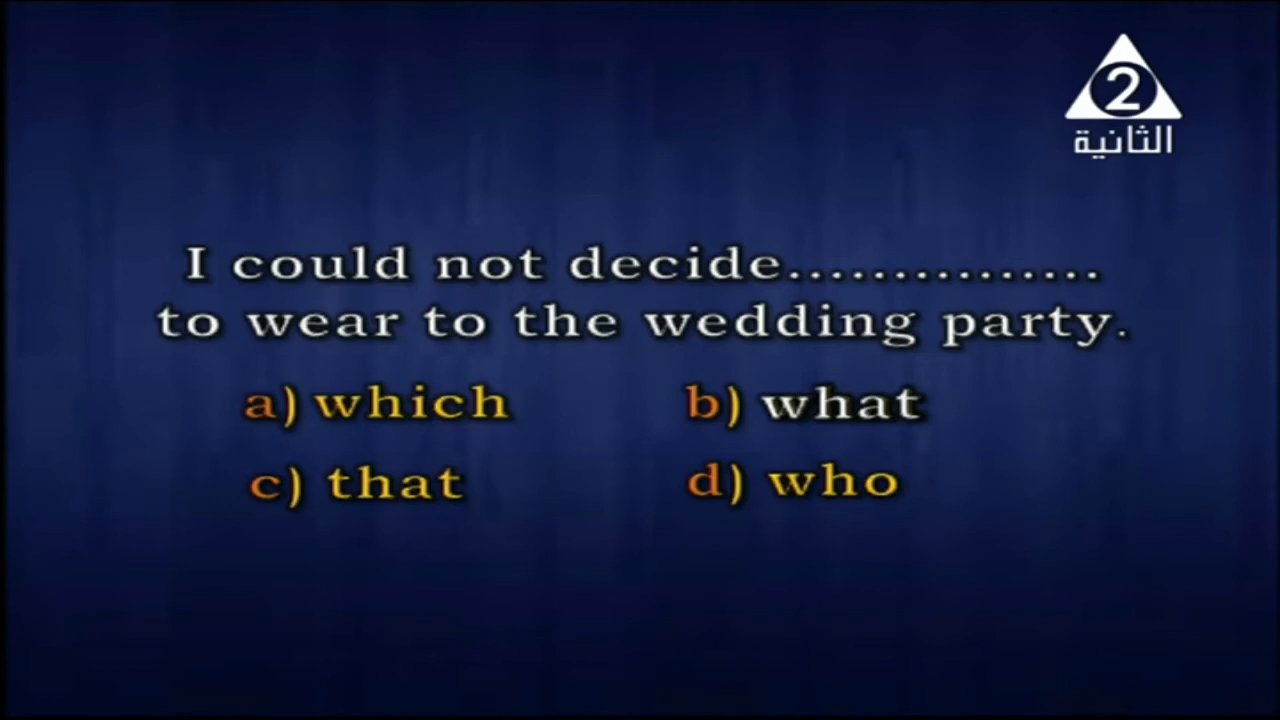 2
الثانية
I could not decide...............
to wear to the wedding party.
a) which b) what
c) that d) who